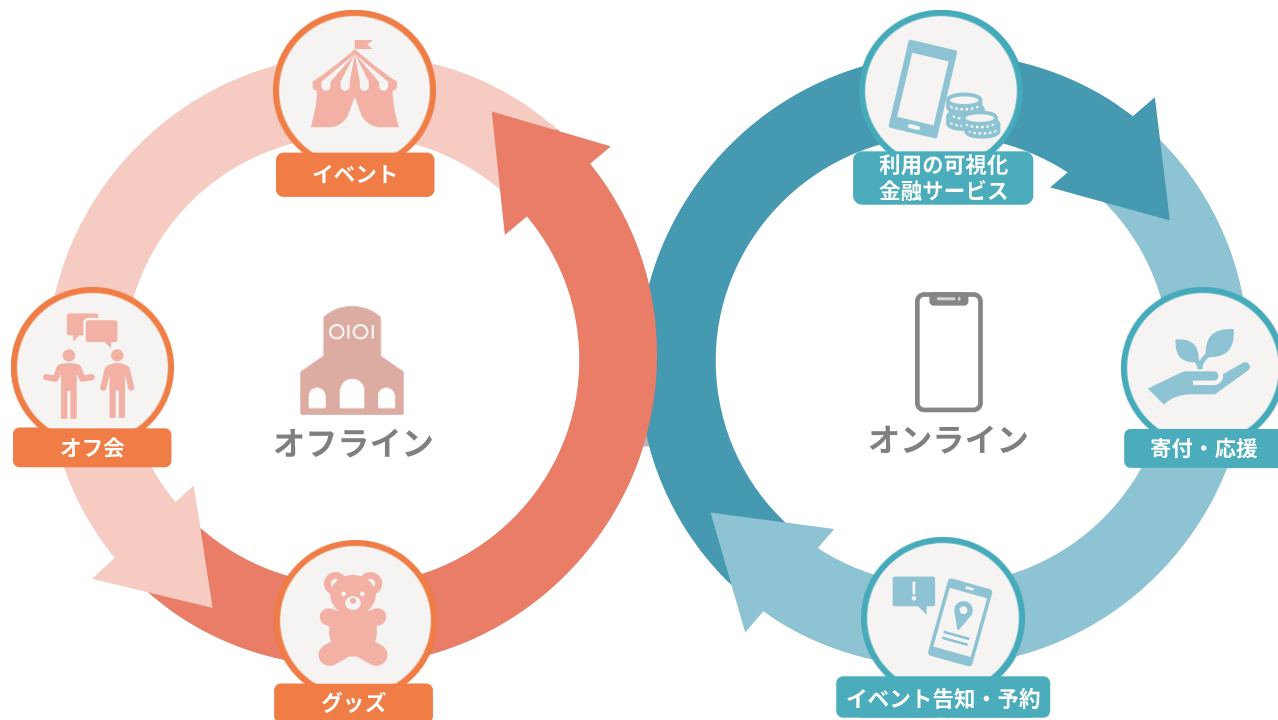 イベント
利用の可視化
金融サービス
OIOI
オフ会
オフライン
オンライン
寄付・応援
グッズ
イベント告知・予約